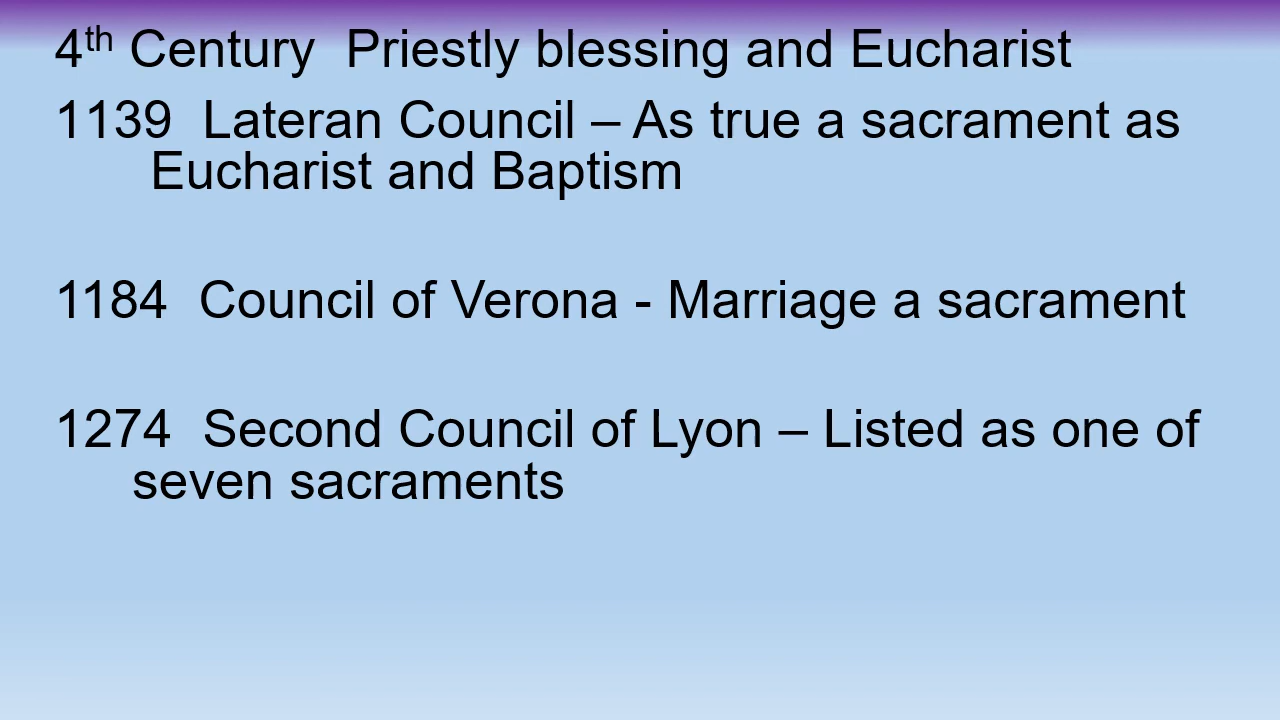 4th Century  Priestly blessing and Eucharist
1139  Lateran Council – As true a sacrament as
Eucharist and Baptism
1184  Council of Verona - Marriage a sacrament
1274  Second Council of Lyon – Listed as one of
seven sacraments